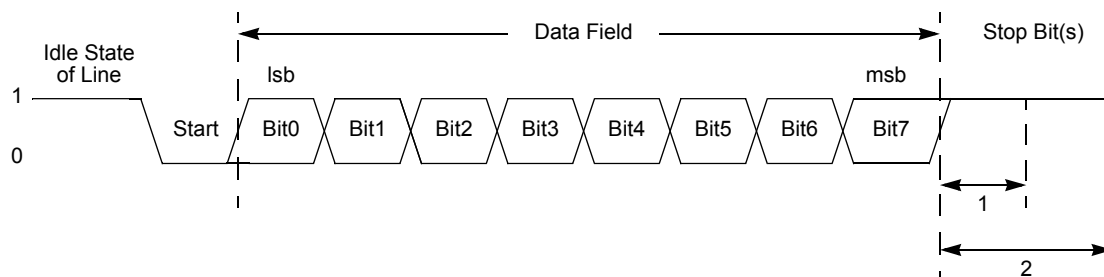 Data Field
Stop Bit(s)
Idle State
of Line
lsb
msb
1
Start
Bit0
Bit1
Bit2
Bit3
Bit4
Bit5
Bit6
Bit7
0
1
2